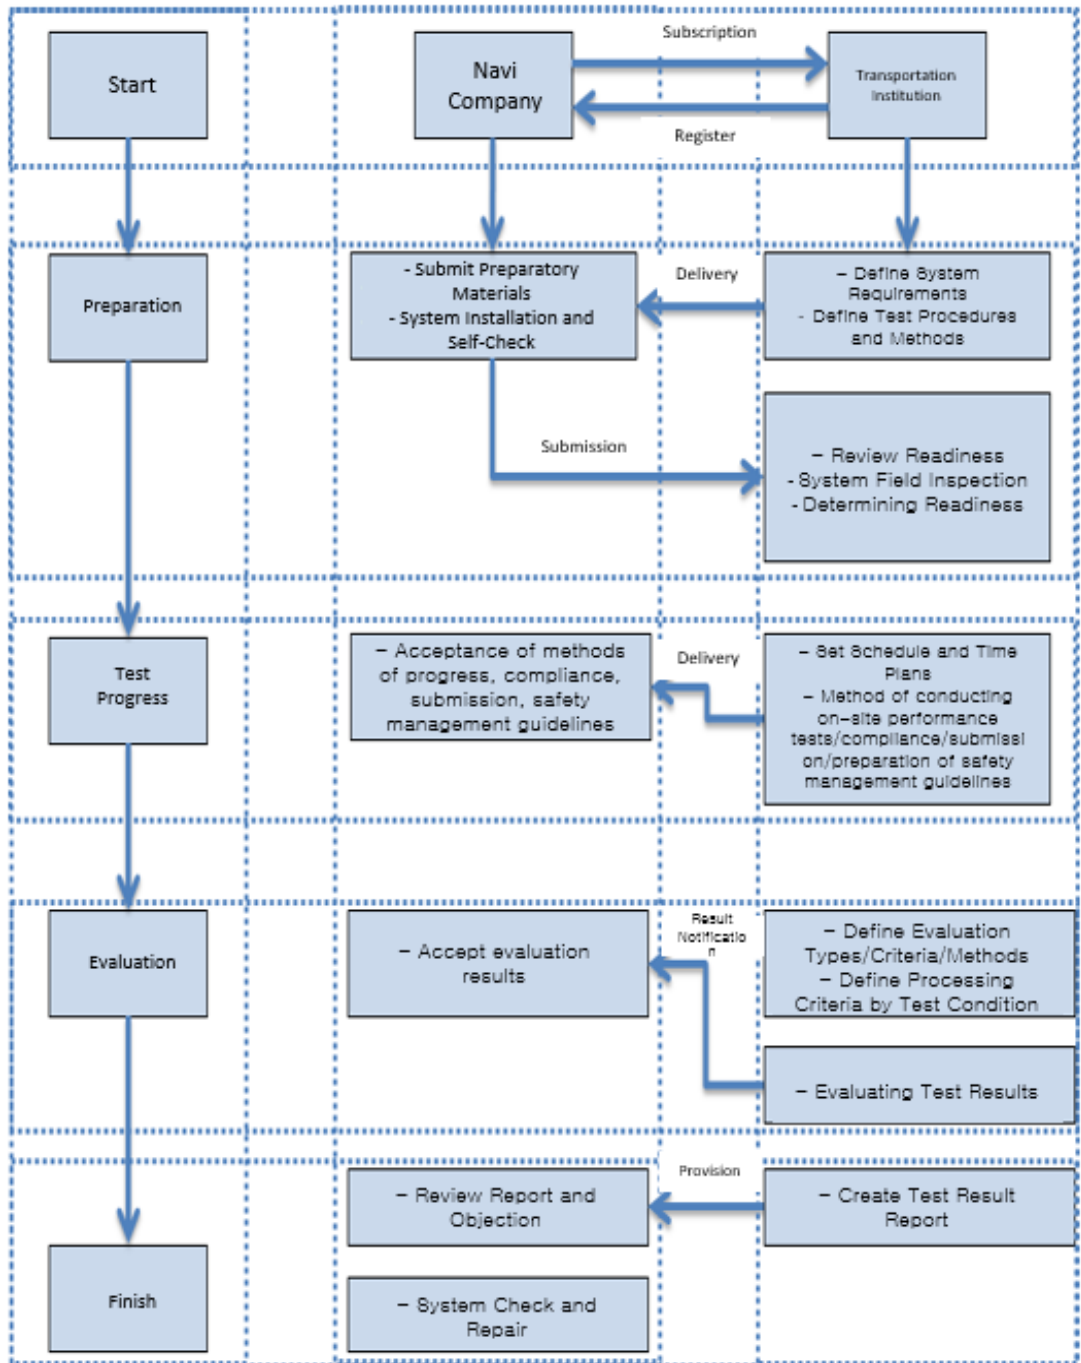 Start
Navi
Company
Subscription
Transportation
Institution
Register
Preparation
- Submit Preparatory
Materials
- System Installation and
Self-Check
Delivery
– Define System
Requirements
- Define Test Procedures
and Methods
Submission
– Review Readiness
- System Field Inspection
- Determining Readiness
Test
Progress
– Acceptance of methods
of progress, compliance,
submission, safety
management guidelines
Delivery
– Set Schedule and Time
Plans
– Method of conducting
on-site performance
tests/compliance/submissi
on/preparation of safety
management guidelines
Evaluation
– Accept evaluation
results
Result
Notificatio
n
– Define Evaluation
Types/Criteria/Methods
– Define Processing
Criteria by Test Condition
– Evaluating Test Results
Finish
– Review Report and
Objection
Provision
– Create Test Result
Report
– System Check and
Repair